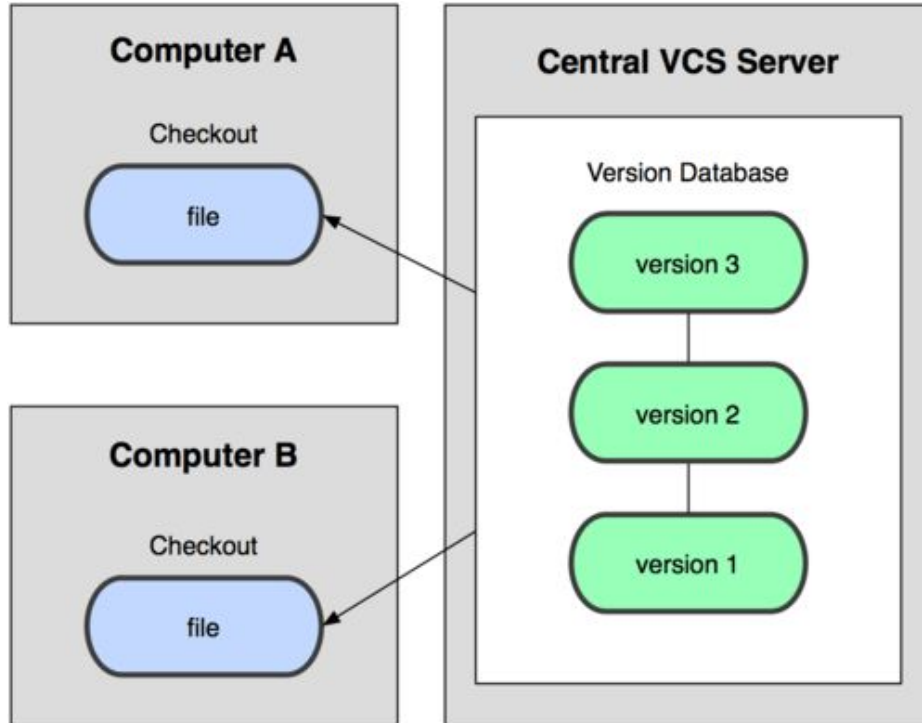 Computer A
Checkout
file
Computer B
Checkout
file
Central VCS Server
Version Database
version 3
version 2
version 1